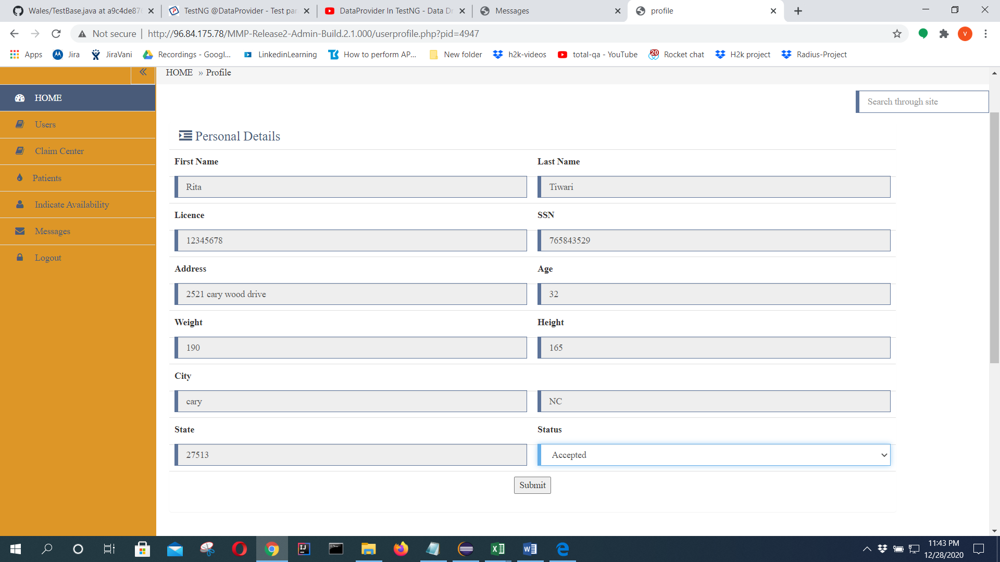 Wales/TestBase.java at a9c4de876
TestNG @DataProvider - Test par
DataProvider In TestNG - Data Dr
Messages
profile
Not secure
http://96.84.175.78/MMP-Release2-Admin-Build.2.1.000/userprofile.php?pid=4947
V
Apps
Jira
JiraVani
Recordings - Googl...
LinkedinLearning
How to perform AP...
New folder
h2k-videos
total-qa - YouTube
20
Rocket chat
H2k project
Radius-Project
HOME » Profile
HOME
Users
Claim Center
Patients
Indicate Availability
Messages
Logout
Search through site
Personal Details
First Name
Last Name
Rita
Tiwari
Licence
SSN
12345678
765843529
Address
Age
2521 cary wood drive
32
Weight
Height
190
165
City
cary
NC
State
Status
27513
Accepted
Submit
11:43 PM
12/28/2020